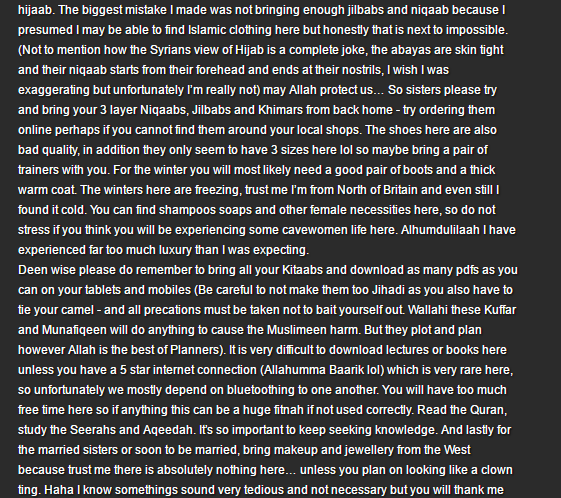 hijaab. The biggest mistake I made was not bringing enough jilbabs and niqaab because I
presumed I may be able to find Islamic clothing here but honestly that is next to impossible.
(Not to mention how the Syrians view of Hijab is a complete joke, the abayas are skin tight
and their niqaab starts from their forehead and ends at their nostrils, I wish I was
exaggerating but unfortunately I'm really not) may Allah protect us... So sisters please try
and bring your 3 layer Niqaabs, Jilbabs and Khimars from back home - try ordering them
online perhaps if you cannot find them around your local shops. The shoes here are also
bad quality, in addition they only seem to have 3 sizes here lol so maybe bring a pair of
trainers with you. For the winter you will most likely need a good pair of boots and a thick
warm coat. The winters here are freezing, trust me I'm from North of Britain and even still I
found it cold. You can find shampoos soaps and other female necessities here, so do not
stress if you think you will be experiencing some cavewomen life here. Alhumdulilaah I have
experienced far too much luxury than I was expecting.
Deen wise please do remember to bring all your Kitaabs and download as many pdfs as you
can on your tablets and mobiles (Be careful to not make them too Jihadi as you also have to
tie your camel - and all precations must be taken not to bait yourself out. Wallahi these Kuffar
and Munafiqeen will do anything to cause the Muslimeen harm. But they plot and plan
however Allah is the best of Planners). It is very difficult to download lectures or books here
unless you have a 5 star internet connection (Allahumma Baarik lol) which is very rare here,
so unfortunately we mostly depend on bluetoothing to one another. You will have too much
free time here so if anything this can be a huge fitnah if not used correctly. Read the Quran,
study the Seerahs and Aqeedah. It's so important to keep seeking knowledge. And lastly for
the married sisters or soon to be married, bring makeup and jewellery from the West
because trust me there is absolutely nothing here... unless you plan on looking like a clown
ting. Haha I know somethings sound very tedious and not necessary but you will thank me